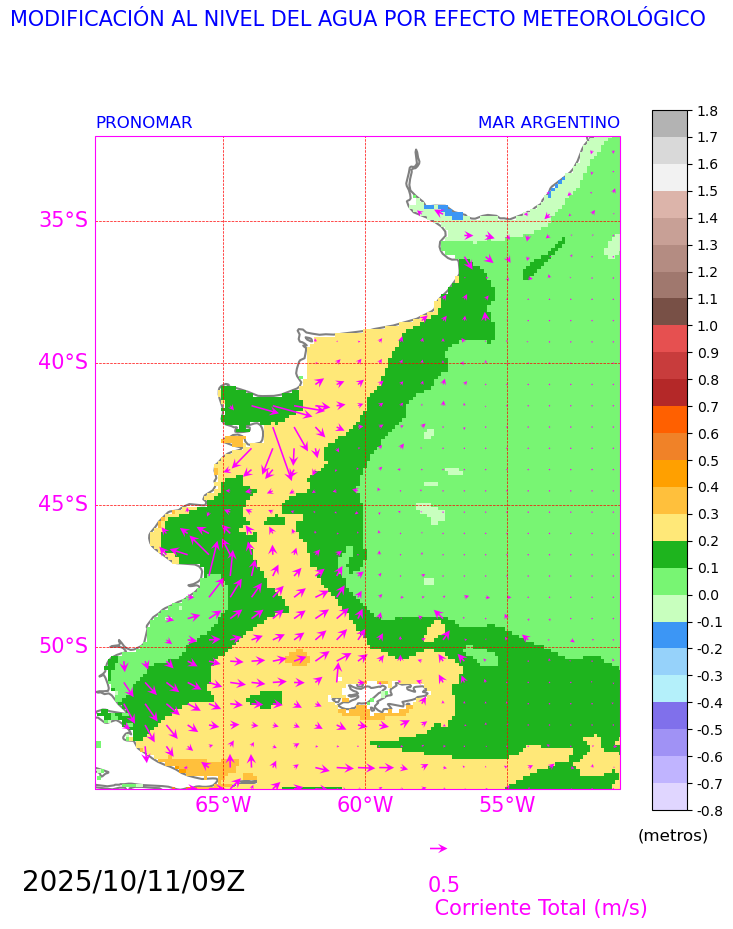 MODIFICACIÓN AL NIVEL DEL AGUA POR EFECTO METEOROLÓGICO
PRONOMAR
MAR ARGENTINO
1.8
1.7
1.6
1.5
1.4
1.3
1.2
1.1
1.0
0.9
0.8
0.7
0.6
0.5
0.4
0.3
0.2
0.1
0.0
-0.1
-0.2
-0.3
-0.4
-0.5
-0.6
-0.7
-0.8
(metros)
35°S
40°S
45°S
50°S
65°W
60°W
55°W
2025/10/11/09Z
0.5
Corriente Total (m/s)